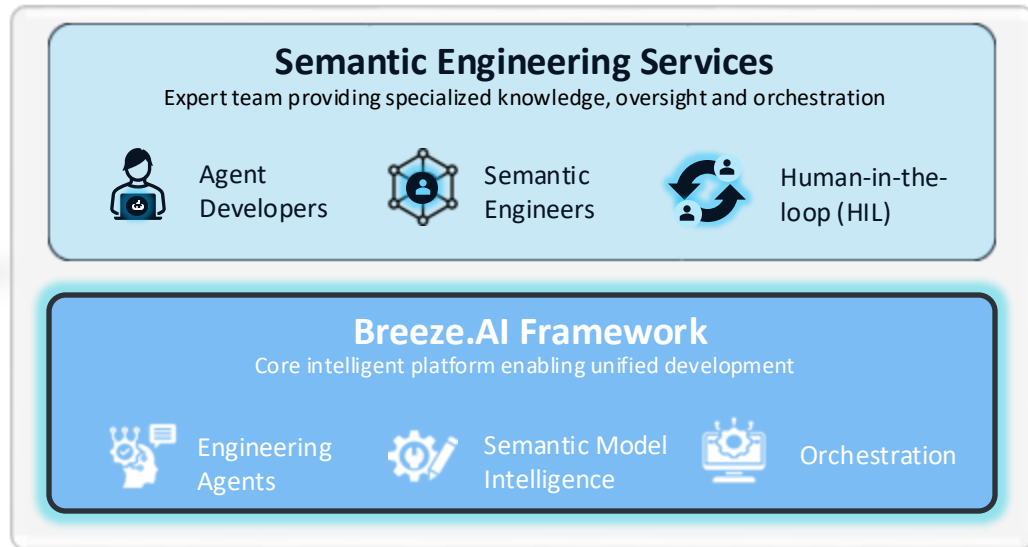 Semantic Engineering Services
Expert team providing specialized knowledge, oversight and orchestration
Agent
Developers
Semantic
Engineers
Human-in-the-
loop (HIL)
Breeze.AI Framework
Core intelligent platform enabling unified development
Engineering
Agents
Semantic Model
Intelligence
Orchestration